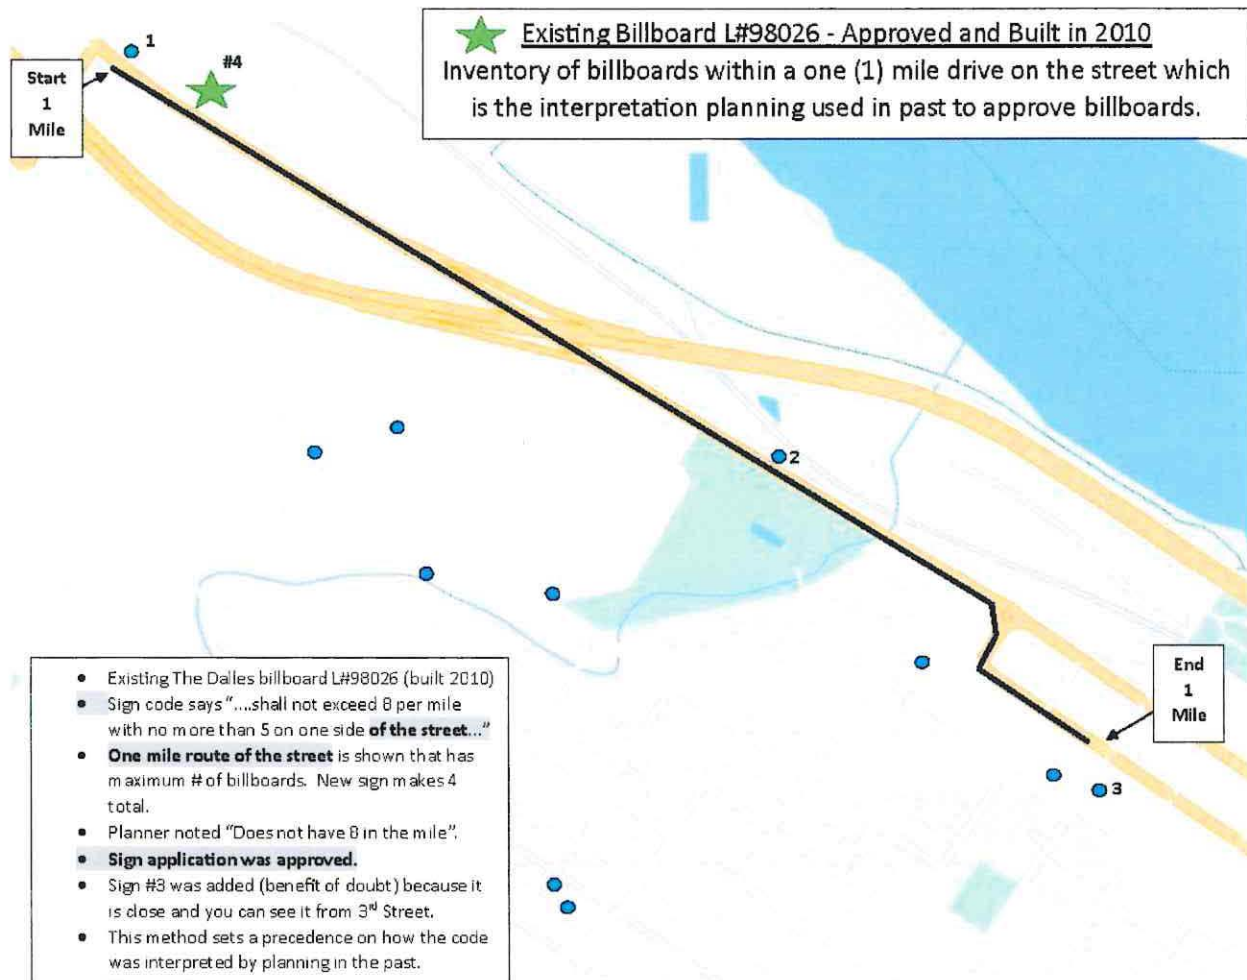 Existing Billboard L#98026 - Approved and Built in 2010
Inventory of billboards within a one (1) mile drive on the street which
is the interpretation planning used in past to approve billboards.
1
#4
Start
1
Mile
2
End
1
Mile
3
• Existing The Dalles billboard L#98026 (built 2010)
• Sign code says "....shall not exceed 8 per mile
with no more than 5 on one side of the street..."
• One mile route of the street is shown that has
maximum # of billboards. New sign makes 4
total.
• Planner noted "Does not have 8 in the mile".
• Sign application was approved.
• Sign #3 was added (benefit of doubt) because it
is close and you can see it from 3rd Street.
• This method sets a precedence on how the code
was interpreted by planning in the past.